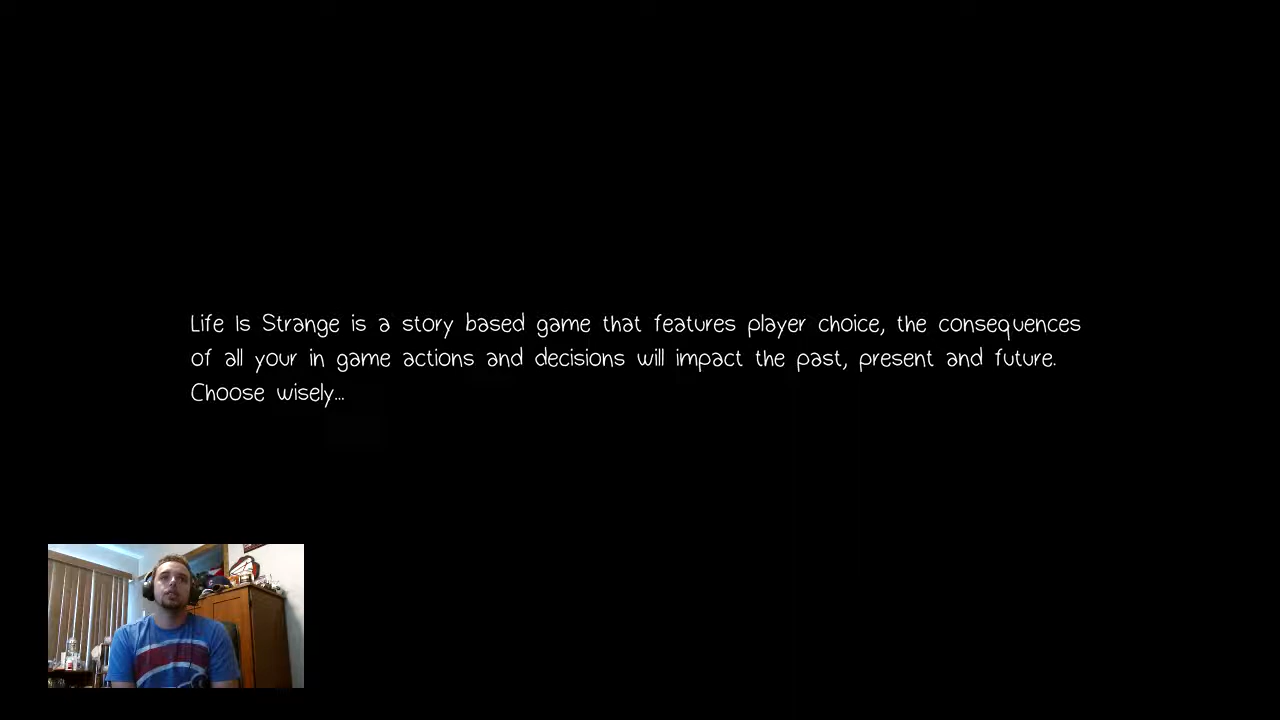 Life Is Strange is a story based game that features player choice, the consequences
of all your in game actions and decisions will impact the past, present and future.
Choose wisely...